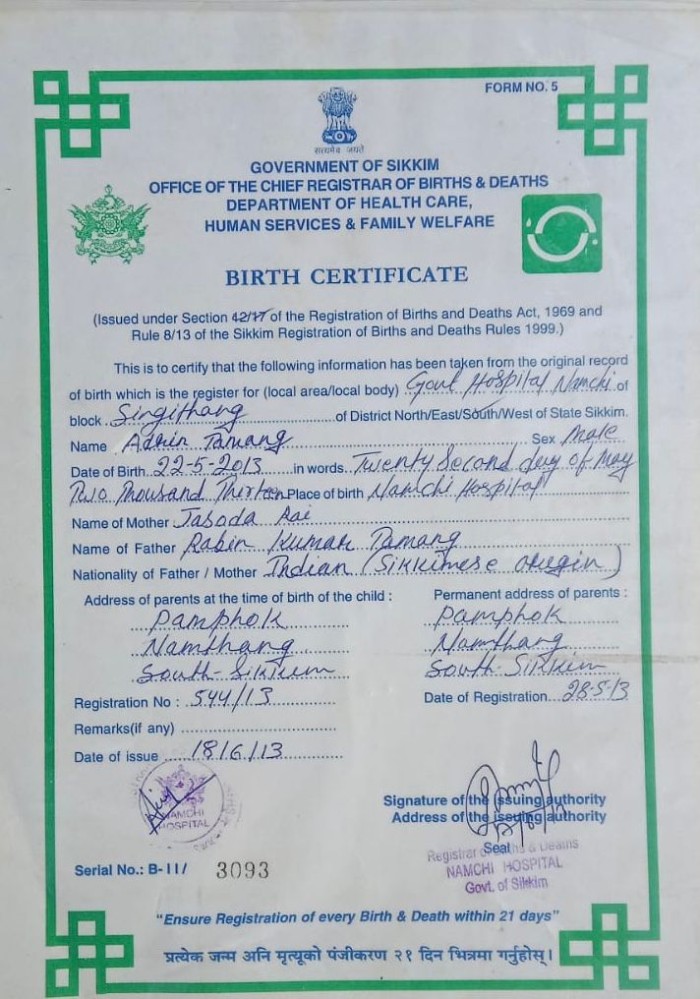 FORM NO. 5
सत्यमेव जयते
GOVERNMENT OF SIKKIM
OFFICE OF THE CHIEF REGISTRAR OF BIRTHS & DEATHS
DEPARTMENT OF HEALTH CARE,
HUMAN SERVICES & FAMILY WELFARE
BIRTH CERTIFICATE
(Issued under Section 12/17 of the Registration of Births and Deaths Act, 1969 and
Rule 8/13 of the Sikkim Registration of Births and Deaths Rules 1999.)
This is to certify that the following information has been taken from the original record
of birth which is the register for (local area/local body) Govt Hospital Namchi of
block Singithang of District North/East/South/West of State Sikkim.
Name Tamang Sex Male
Date of Birth 22-5-2013 in words Twenty Second day of May
Two Thousand Thirteen Place of birth Namchi Hospital
Name of Mother Jasoda Rai
Name of Father Rabin Kumar Tamang
Nationality of Father / Mother Indian (Sikkimese origin)
Address of parents at the time of birth of the child : Permanent address of parents :
Pamphok Pamphok
Namthang Namthang
South-Sikkim South-Sikkim
Registration No : 544/13 Date of Registration 28-5-13
Remarks(if any)
Date of issue 18/6/13
NAMCHI
HOSPITAL
Signature of the issuing authority
Address of the issuing authority
Seal
Registrar of Births & Deaths
NAMCHI HOSPITAL
Govt. of Sikkim
Serial No.: B-11/ 3093
"Ensure Registration of every Birth & Death within 21 days"
प्रत्येक जन्म अनि मृत्यूको पंजीकरण २१ दिन भित्रमा गर्नुहोस्।